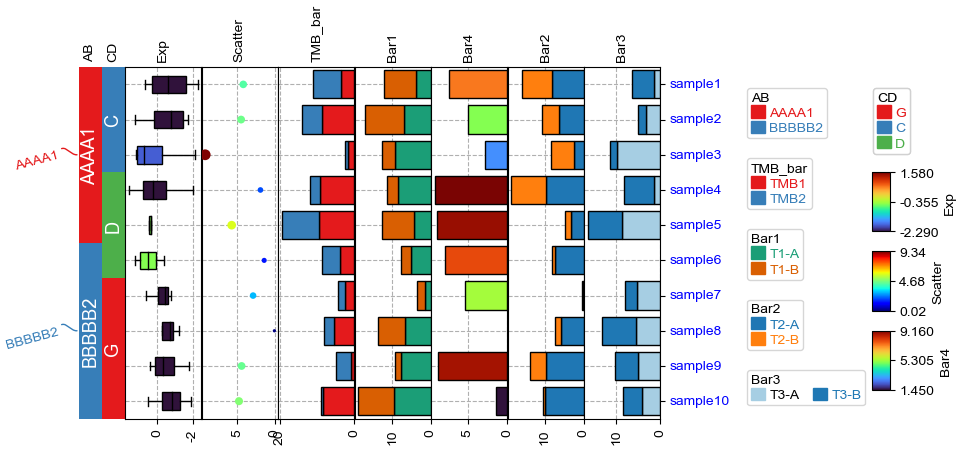 AB
CD
Exp
Scatter
TMB_bar
Bar1
Bar4
Bar2
Bar3
AAAA1
AAAA1
BBBBB2
BBBBB2
C
D
G
sample1
sample2
sample3
sample4
sample5
sample6
sample7
sample8
sample9
sample10
0 -2
5 0
20 0
10 0
5 0
10 0
10 0
AB
AAAA1
BBBBB2
TMB_bar
TMB1
TMB2
Bar1
T1-A
T1-B
Bar2
T2-A
T2-B
Bar3
T3-A T3-B
CD
G
C
D
1.580
-0.355
-2.290
Exp
9.34
4.68
0.02
Scatter
9.160
5.305
1.450
Bar4